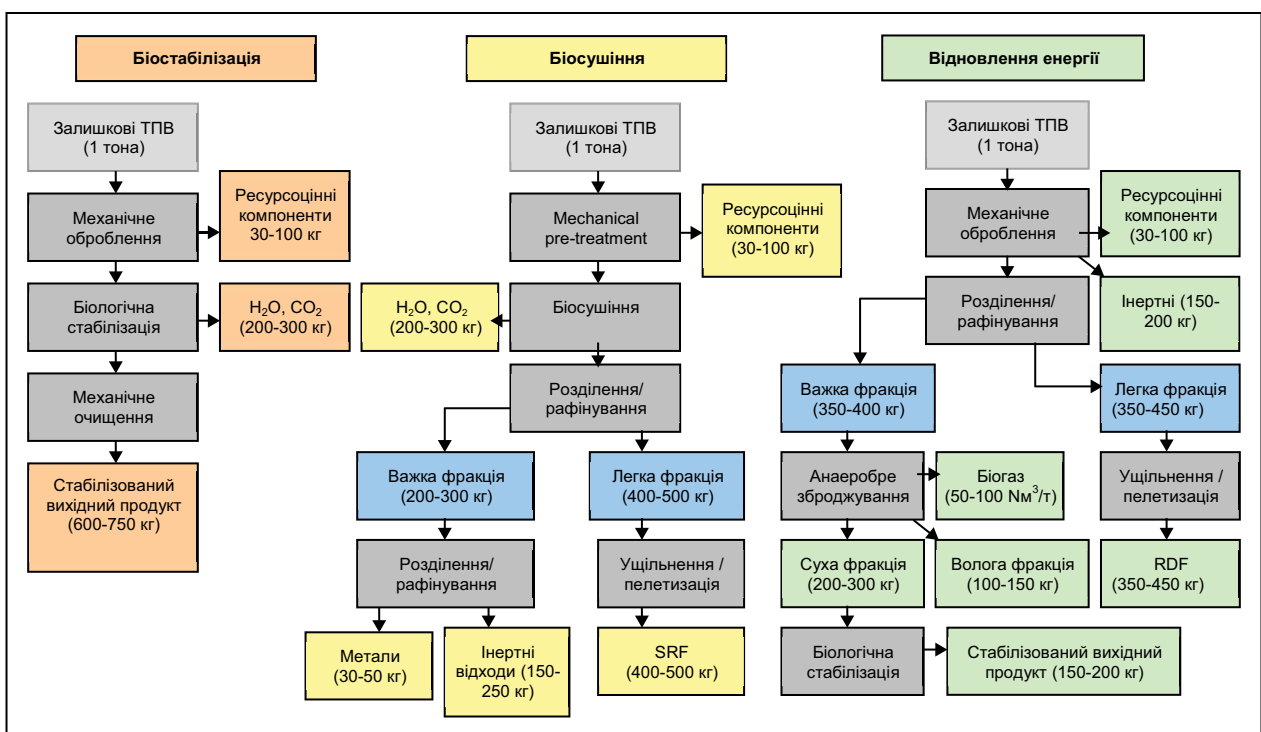 Біостабілізація
Залишкові ТПВ
(1 тона)
Механічне
оброблення
Ресурсоцінні
компоненти
30-100 кг
Біологічна
стабілізація
H₂O, CO₂
(200-300 кг)
Механічне
очищення
Стабілізований
вихідний продукт
(600-750 кг)
Біосушіння
Залишкові ТПВ
(1 тона)
Mechanical
pre-treatment
Ресурсоцінні
компоненти
(30-100 кг)
H₂O, CO₂
(200-300 кг)
Біосушіння
Розділення/
рафінування
Важка фракція
(200-300 кг)
Легка фракція
(400-500 кг)
Розділення/
рафінування
Ущільнення /
пелетизація
Метали
(30-50 кг)
Інертні
відходи (150-
250 кг)
SRF
(400-500 кг)
Відновлення енергії
Залишкові ТПВ
(1 тона)
Механічне
оброблення
Ресурсоцінні
компоненти
(30-100 кг)
Розділення/
рафінування
Інертні (150-
200 кг)
Важка фракція
(350-400 кг)
Легка фракція
(350-450 кг)
Анаеробре
зброджування
Біогаз
(50-100 Nм³/т)
Ущільнення /
пелетизація
Суха фракція
(200-300 кг)
Волога фракція
(100-150 кг)
RDF
(350-450 кг)
Біологічна
стабілізація
Стабілізований вихідний
продукт (150-200 кг)